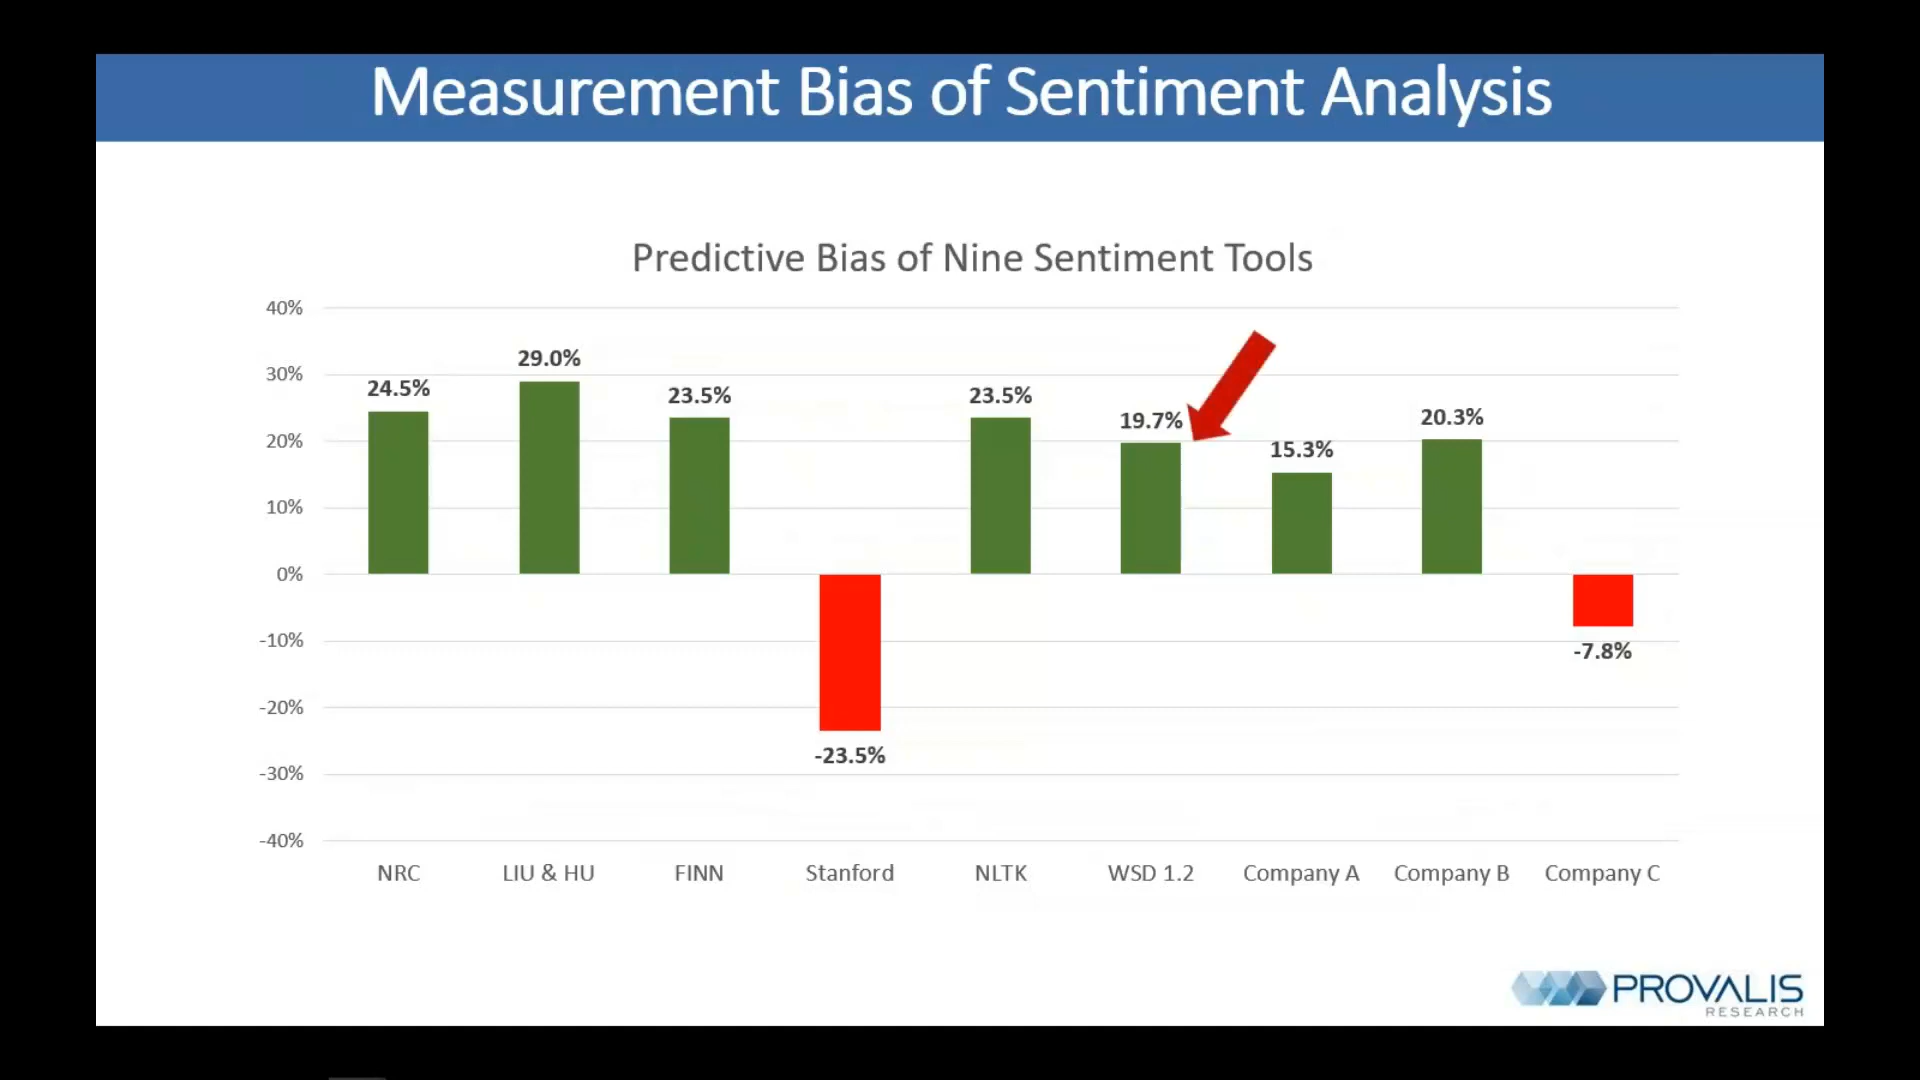 Measurement Bias of Sentiment Analysis
Predictive Bias of Nine Sentiment Tools
40%
30%
20%
10%
0%
-10%
-20%
-30%
-40%
24.5%
29.0%
23.5%
-23.5%
23.5%
19.7%
15.3%
20.3%
-7.8%
NRC
LIU & HU
FINN
Stanford
NLTK
WSD 1.2
Company A
Company B
Company C
PROVALIS
RESEARCH